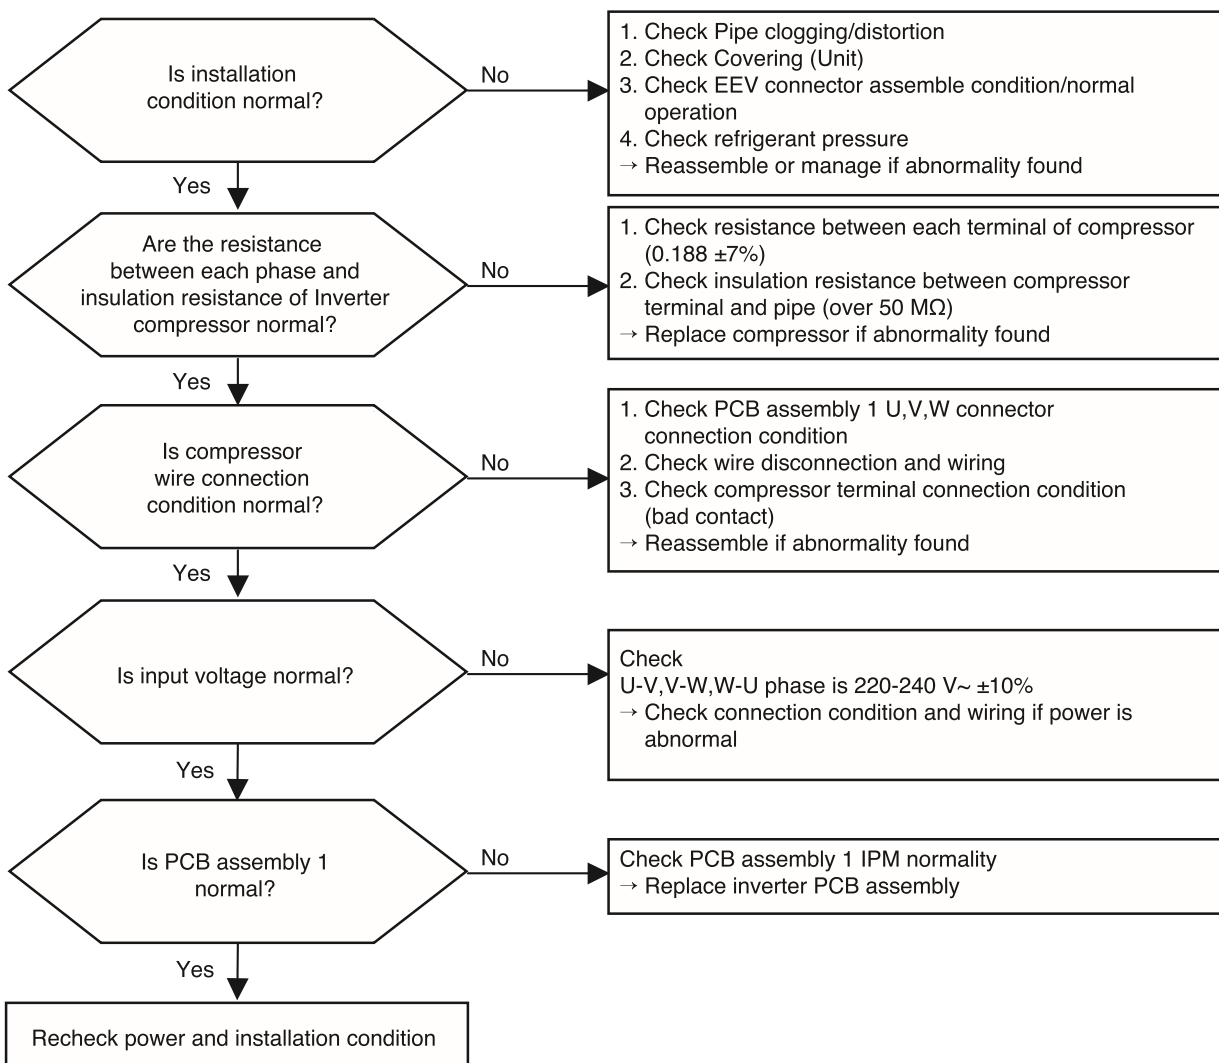 Is installation
condition normal?
No
1. Check Pipe clogging/distortion
2. Check Covering (Unit)
3. Check EEV connector assemble condition/normal
operation
4. Check refrigerant pressure
→ Reassemble or manage if abnormality found
Yes
Are the resistance
between each phase and
insulation resistance of Inverter
compressor normal?
No
1. Check resistance between each terminal of compressor
(0.188 ±7%)
2. Check insulation resistance between compressor
terminal and pipe (over 50 MΩ)
→ Replace compressor if abnormality found
Yes
Is compressor
wire connection
condition normal?
No
1. Check PCB assembly 1 U,V,W connector
connection condition
2. Check wire disconnection and wiring
3. Check compressor terminal connection condition
(bad contact)
→ Reassemble if abnormality found
Yes
Is input voltage normal?
No
Check
U-V,V-W,W-U phase is 220-240 V~ ±10%
→ Check connection condition and wiring if power is
abnormal
Yes
Is PCB assembly 1
normal?
No
Check PCB assembly 1 IPM normality
→ Replace inverter PCB assembly
Yes
Recheck power and installation condition